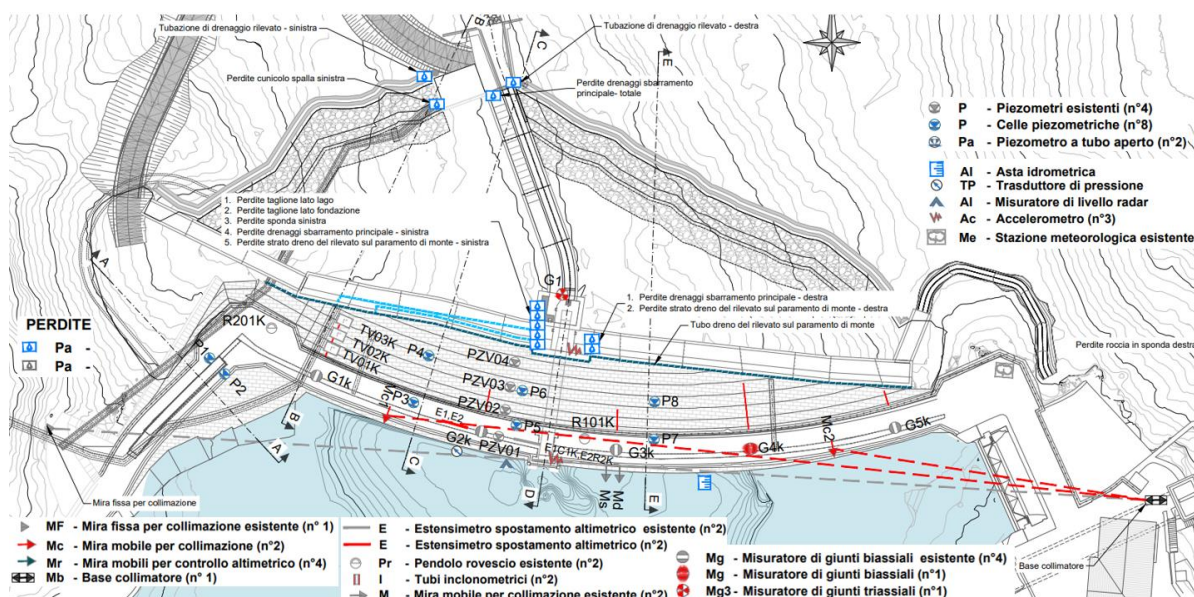 Tubazione di drenaggio rilevato - sinistra
Tubazione di drenaggio rilevato - destra
B
C
E
Perdite cunicolo spalla sinistra
Perdite drenaggi sbarramento
principale- totale
P - Piezometri esistenti (n°4)
P - Celle piezometriche (n°8)
Pa - Piezometro a tubo aperto (n°2)
AI - Asta idrometrica
TP - Trasduttore di pressione
AI - Misuratore di livello radar
Ac - Accelerometro (n°3)
Me - Stazione meteorologica esistente
1. Perdite taglione lato lago
2. Perdite taglione lato fondazione
3. Perdite sponda sinistra
4. Perdite drenaggi sbarramento principale - sinistra
5. Perdite strato dreno del rilevato sul paramento di monte - sinistra
A
G1
1. Perdite drenaggi sbarramento principale - destra
2. Perdite strato dreno del rilevato sul paramento di monte - destra
Tubo dreno del rilevato sul paramento di monte
Perdite roccia in sponda destra
PERDITE
Pa -
Pa -
R201K
TV03K
TV02K
TV01K
P1
P2
P4
PZV04
G1k
PZV03
P6
P3
PZV02
P8
Mc1
E1,E2
P5
R101K
Mc2
G5k
G2k
PZV01
F1C1K,E2R2K
P7
G3k
G4k
B
A
C
D
Ms
Md
E
Mira fissa per collimazione
Base collimatore
MF - Mira fissa per collimazione esistente (n° 1)
Mc - Mira mobile per collimazione (n°2)
Mr - Mira mobili per controllo altimetrico (n°4)
Mb - Base collimatore (n° 1)
E - Estensimetro spostamento altimetrico esistente (n°2)
E - Estensimetro spostamento altimetrico (n°2)
Pr - Pendolo rovescio esistente (n°2)
I - Tubi inclonometrici (n°2)
M - Mira mobile per collimazione esistente (n°2)
Mg - Misuratore di giunti biassiali esistente (n°4)
Mg - Misuratore di giunti biassiali (n°1)
Mg3 - Misuratore di giunti triassiali (n°1)